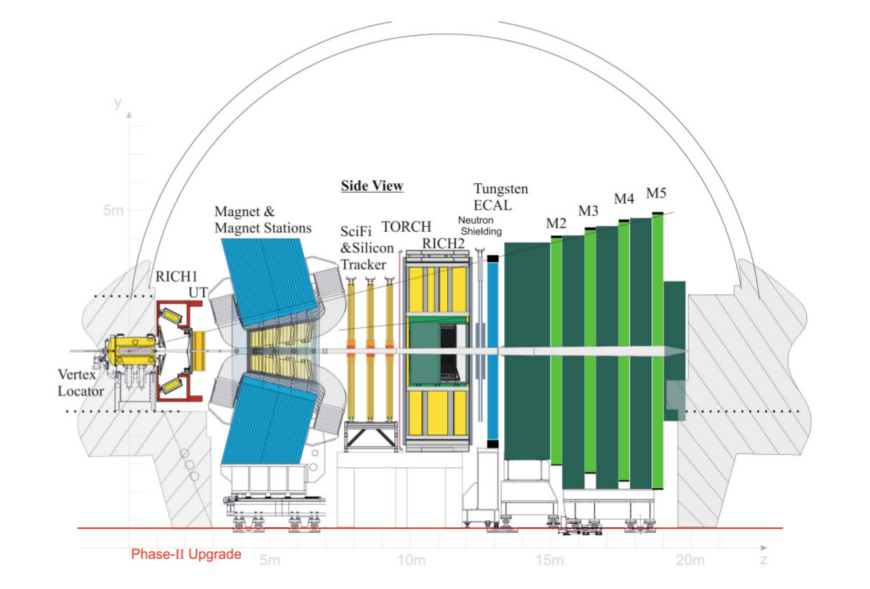 y
5m
Side View
Magnet &
Magnet Stations
SciFi
&Silicon
Tracker
TORCH
RICH2
Tungsten
ECAL
Neutron
Shielding
M2
M3
M4
M5
RICH1
UT
Vertex
Locator
Phase-II Upgrade
5m
10m
15m
20m
z